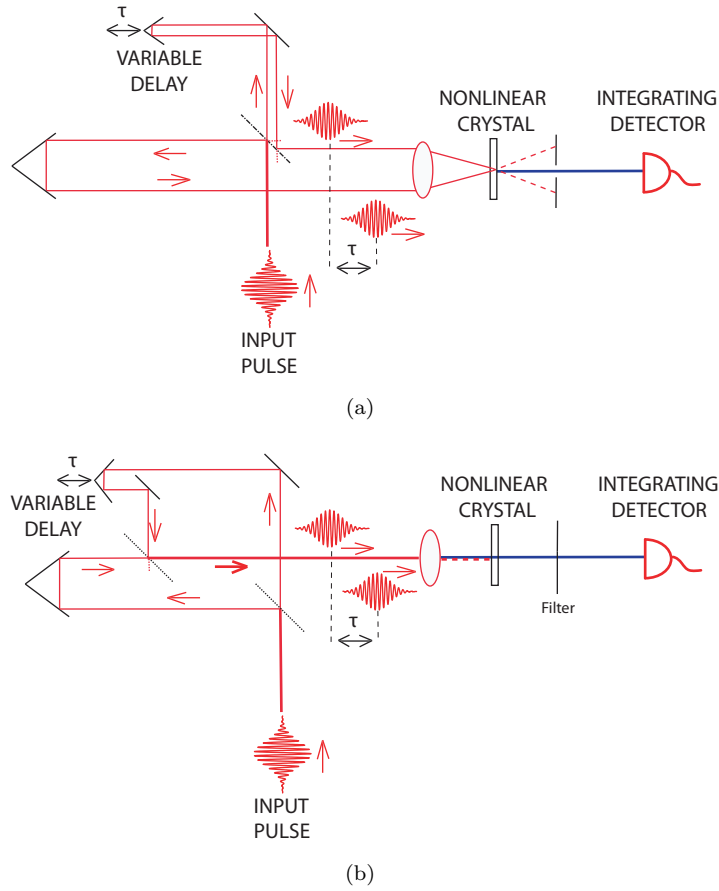 τ
VARIABLE
DELAY
NONLINEAR
CRYSTAL
INTEGRATING
DETECTOR
τ
INPUT
PULSE
(a)
τ
VARIABLE
DELAY
NONLINEAR
CRYSTAL
INTEGRATING
DETECTOR
τ
Filter
INPUT
PULSE
(b)